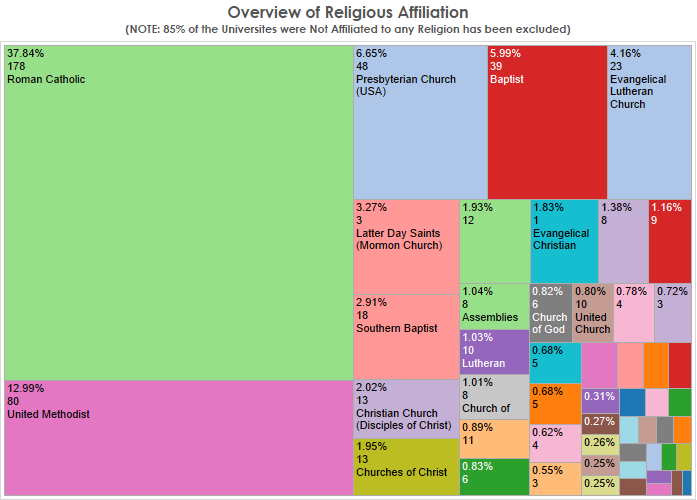 Overview of Religious Affiliation
(NOTE: 85% of the Universites were Not Affiliated to any Religion has been excluded)
37.84%
178
Roman Catholic
12.99%
80
United Methodist
6.65%
48
Presbyterian Church
(USA)
5.99%
39
Baptist
4.16%
23
Evangelical
Lutheran
Church
3.27%
3
Latter Day Saints
(Mormon Church)
2.91%
18
Southern Baptist
2.02%
13
Christian Church
(Disciples of Christ)
1.95%
13
Churches of Christ
1.93%
12
1.83%
1
Evangelical
Christian
1.38%
8
1.16%
9
1.04%
8
Assemblies
1.03%
10
Lutheran
1.01%
8
Church of
0.89%
11
0.83%
6
0.82%
6
Church
of God
0.80%
10
United
Church
0.78%
4
0.72%
3
0.68%
5
0.68%
5
0.62%
4
0.55%
3
0.31%
0.27%
0.26%
0.25%
0.25%